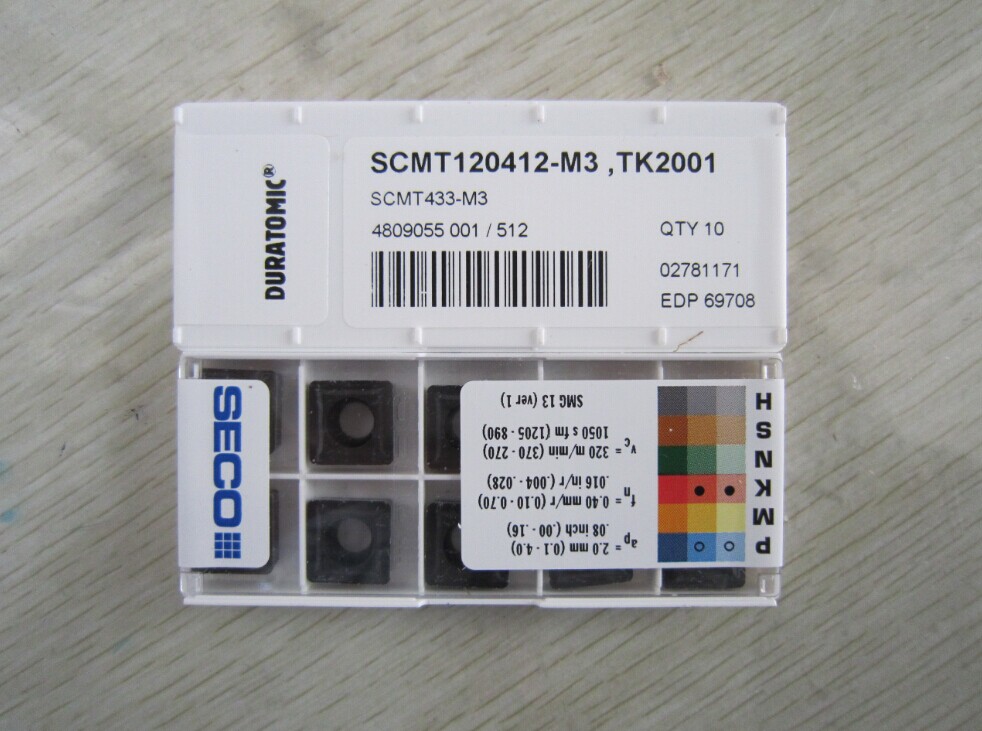 DURATOMIC®
SCMT120412-M3 ,TK2001
SCMT433-M3
4809055 001 / 512
QTY 10
02781171
EDP 69708
SECO
P
M
K
N
S
H
ap = 2.0 mm (0.1 - 4.0)
.08 inch (.00 - .16)
fn = 0.40 mm/r (0.10 - 0.70)
.016 in/r (.004 - .028)
vc = 320 m/min (370 - 270)
1050 s fm (1205 - 890)
SMG 13 (ver 1)